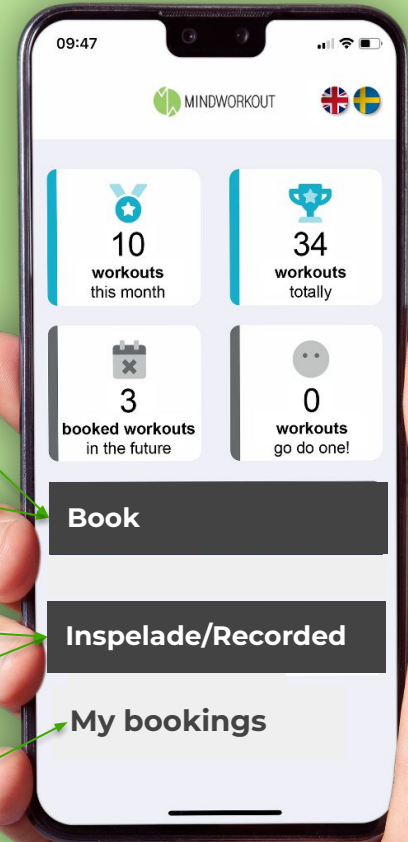 09:47
MINDWORKOUT
10
workouts
this month
34
workouts
totally
3
booked workouts
in the future
0
workouts
go do one!
Book
Inspelade/Recorded
My bookings